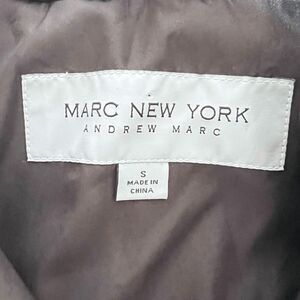 MARC NEW YORK
ANDREW MARC
S
MADE IN
CHINA